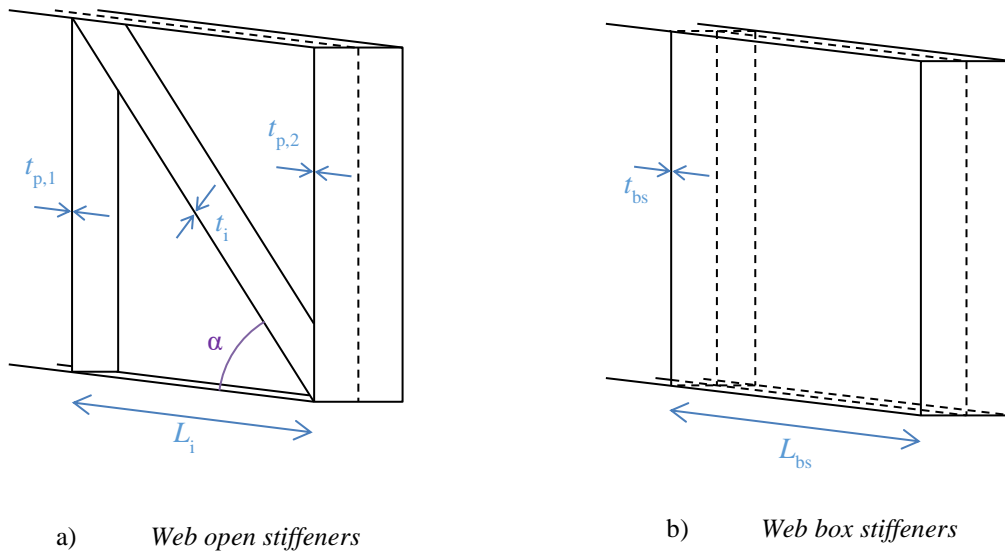 t_p,1
t_p,2
t_i
α
L_i
t_bs
L_bs
a) Web open stiffeners
b) Web box stiffeners